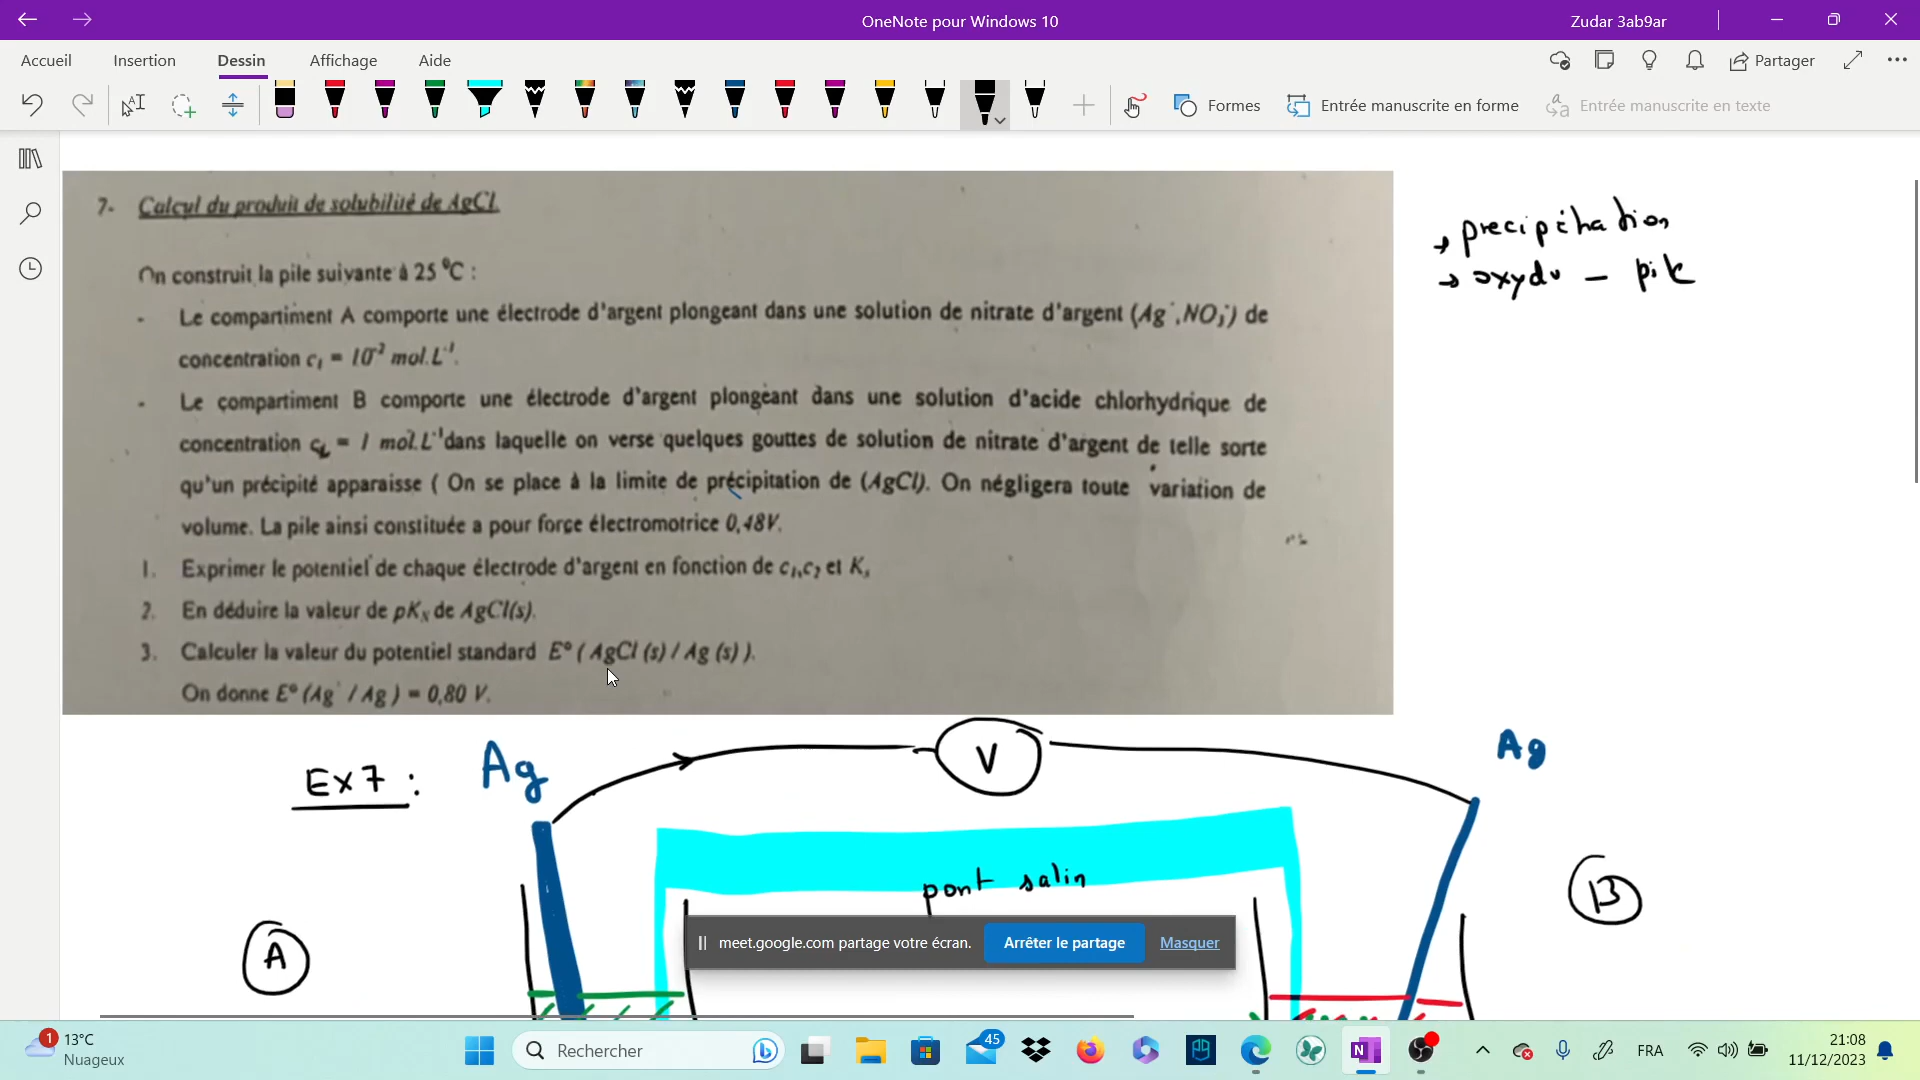 OneNote pour Windows 10
Zudar 3ab9ar
Accueil Insertion Dessin Affichage Aide
Partager
Formes Entrée manuscrite en forme Entrée manuscrite en texte
7- Calcul du produit de solubilité de AgCl.
On construit la pile suivante à 25 °C :
- Le compartiment A comporte une électrode d'argent plongeant dans une solution de nitrate d'argent (Ag⁺,NO₃⁻) de
concentration c₁ = 10⁻² mol.L⁻¹.
- Le compartiment B comporte une électrode d'argent plongeant dans une solution d'acide chlorhydrique de
concentration c₂ = 1 mol.L⁻¹ dans laquelle on verse quelques gouttes de solution de nitrate d'argent de telle sorte
qu'un précipité apparaisse ( On se place à la limite de précipitation de (AgCl). On négligera toute variation de
volume. La pile ainsi constituée a pour force électromotrice 0,48V.
1. Exprimer le potentiel de chaque électrode d'argent en fonction de c₁,c₂ et Kₛ
2. En déduire la valeur de pKₛ de AgCl(s).
3. Calculer la valeur du potentiel standard E° ( AgCl (s) / Ag (s) ).
On donne E° (Ag⁺ / Ag ) = 0,80 V.
→ precipitation
→ oxydo - pile
Ex7 :
Ag
V
Ag
pont salin
A
B
meet.google.com partage votre écran. Arrêter le partage Masquer
1
13°C
Nuageux
Rechercher
45
FRA
21:08
11/12/2023